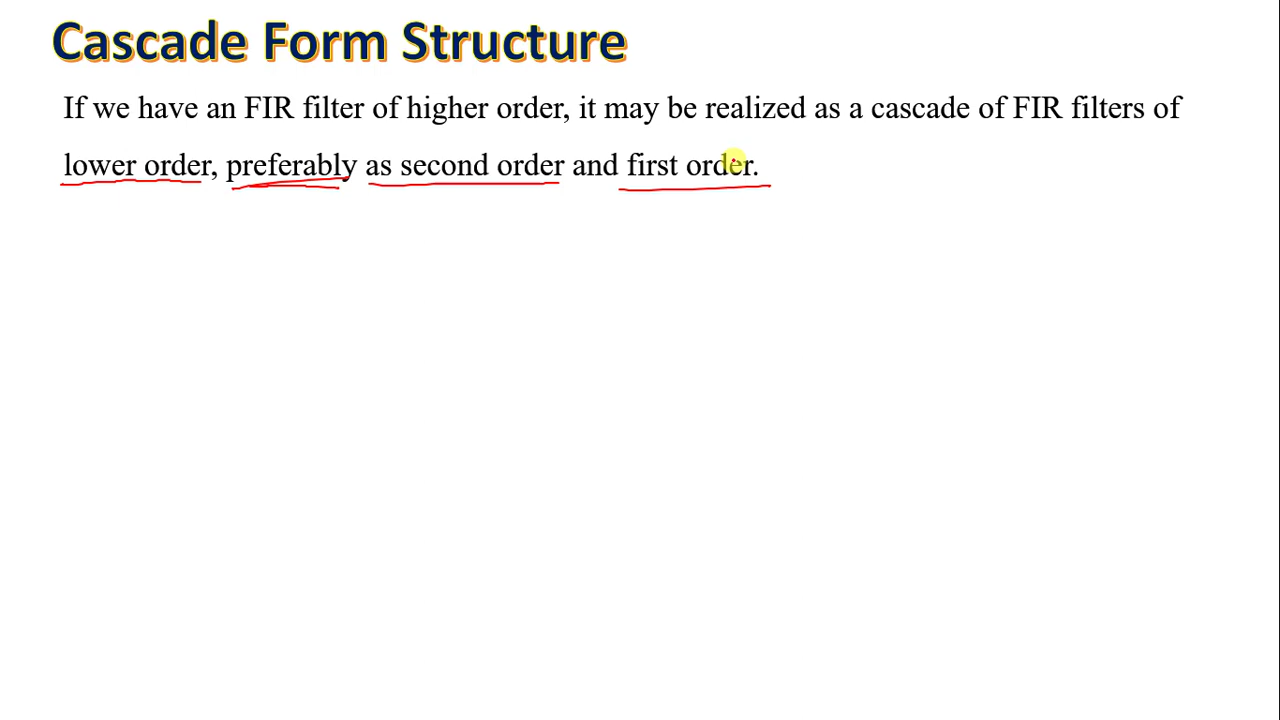 Cascade Form Structure
If we have an FIR filter of higher order, it may be realized as a cascade of FIR filters of
lower order, preferably as second order and first order.